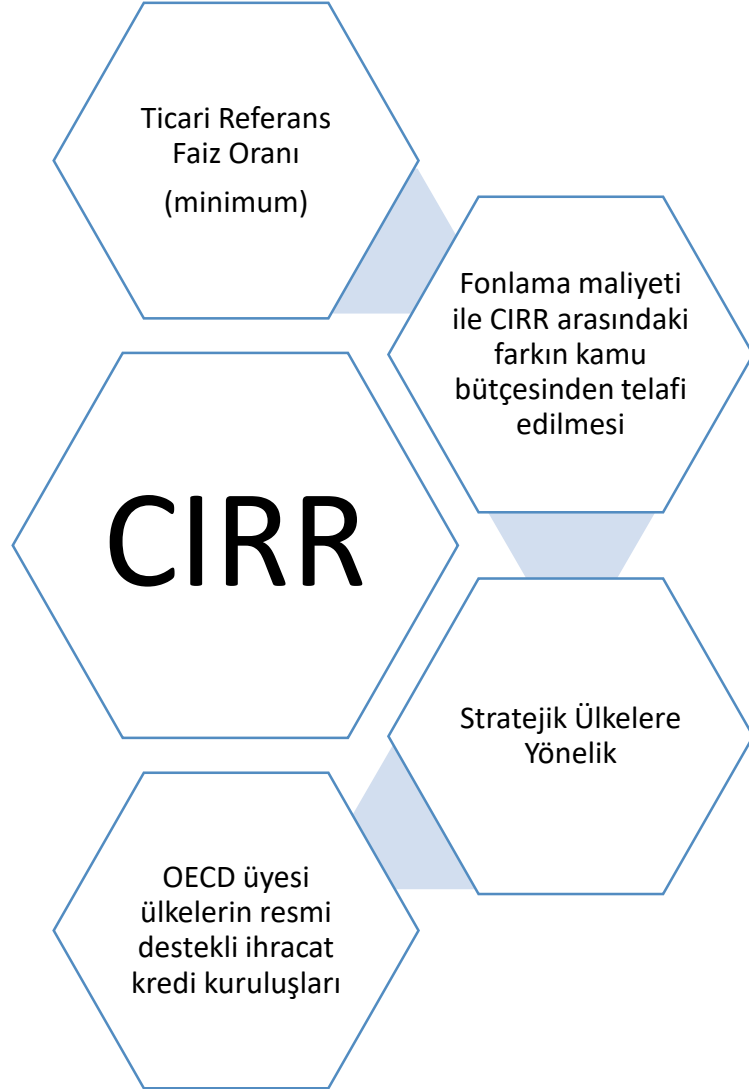 Ticari Referans
Faiz Oranı
(minimum)
Fonlama maliyeti
ile CIRR arasındaki
farkın kamu
bütçesinden telafi
edilmesi
CIRR
Stratejik Ülkelere
Yönelik
OECD üyesi
ülkelerin resmi
destekli ihracat
kredi kuruluşları